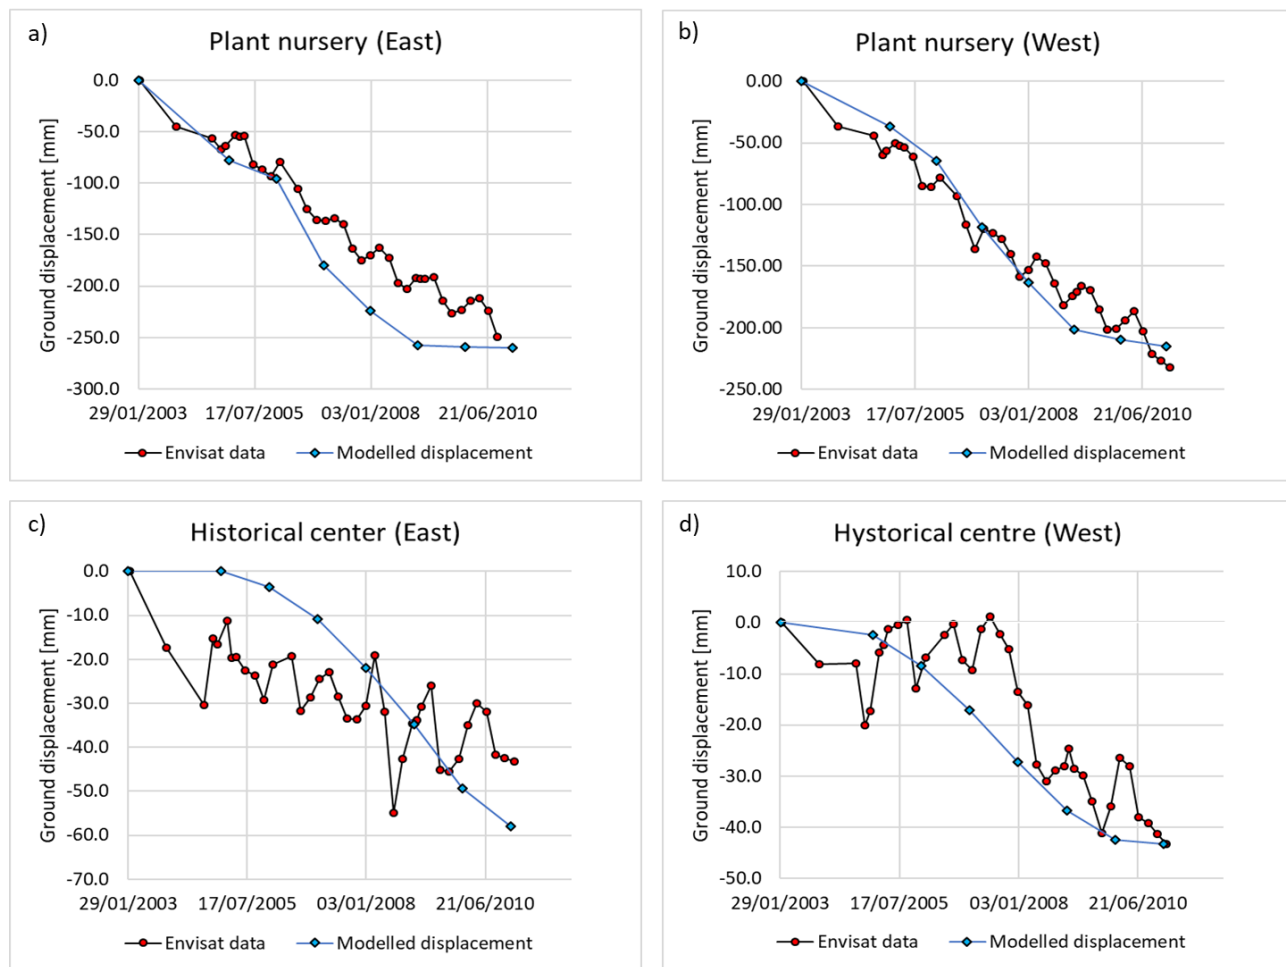 a)
Plant nursery (East)
0.0
-50.0
-100.0
-150.0
-200.0
-250.0
-300.0
Ground displacement [mm]
29/01/2003 17/07/2005 03/01/2008 21/06/2010
Envisat data Modelled displacement
b)
Plant nursery (West)
0.00
-50.00
-100.00
-150.00
-200.00
-250.00
Ground displacement [mm]
29/01/2003 17/07/2005 03/01/2008 21/06/2010
Envisat data Modelled displacement
c)
Historical center (East)
0.0
-10.0
-20.0
-30.0
-40.0
-50.0
-60.0
-70.0
Ground displacement [mm]
29/01/2003 17/07/2005 03/01/2008 21/06/2010
Envisat data Modelled displacement
d)
Hystorical centre (West)
10.0
0.0
-10.0
-20.0
-30.0
-40.0
-50.0
Ground displacement [mm]
29/01/2003 17/07/2005 03/01/2008 21/06/2010
Envisat data Modelled displacement